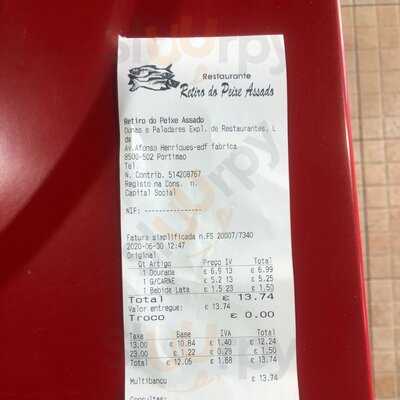 Restaurante
Retiro do Peixe Assado
Retiro do Peixe Assado
Dunas e Paladares Expl. de Restaurantes, L
da
Av.Afonso Henriques-edf fabrica
8500-502 Portimao
Tel.
N. Contrib. 514208767
Registo na Cons. n.
Capital Social
NIF: ---------------
Fatura simplificada n.FS 20007/7340
2020-06-30 12:47
Original
Qt Artigo Preço IV Total
1 Dourada € 6.9 13 € 6.99
1 G/CARNE € 5.2 13 € 5.25
1 Bebida Lata € 1.5 23 € 1.50
Total € 13.74
Valor entregue: € 13.74
Troco € 0.00
Taxa Base IVA Total
13.00 € 10.84 € 1.40 € 12.24
23.00 € 1.22 € 0.28 € 1.50
Total € 12.06 € 1.68 € 13.74
Multibanco € 13.74
Consultas: